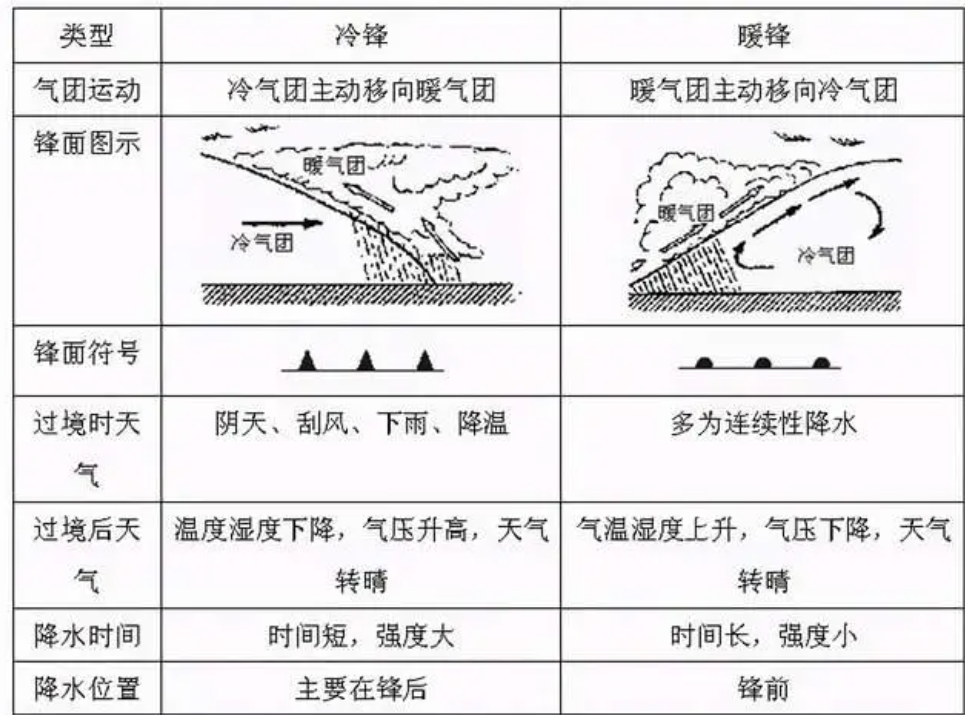 类型 冷锋 暖锋
气团运动 冷气团主动移向暖气团 暖气团主动移向冷气团
锋面图示
暖气团
冷气团
暖气团
冷气团
锋面符号
过境时天气 阴天、刮风、下雨、降温 多为连续性降水
过境后天气 温度湿度下降，气压升高，天气转晴 气温湿度上升，气压下降，天气转晴
降水时间 时间短，强度大 时间长，强度小
降水位置 主要在锋后 锋前